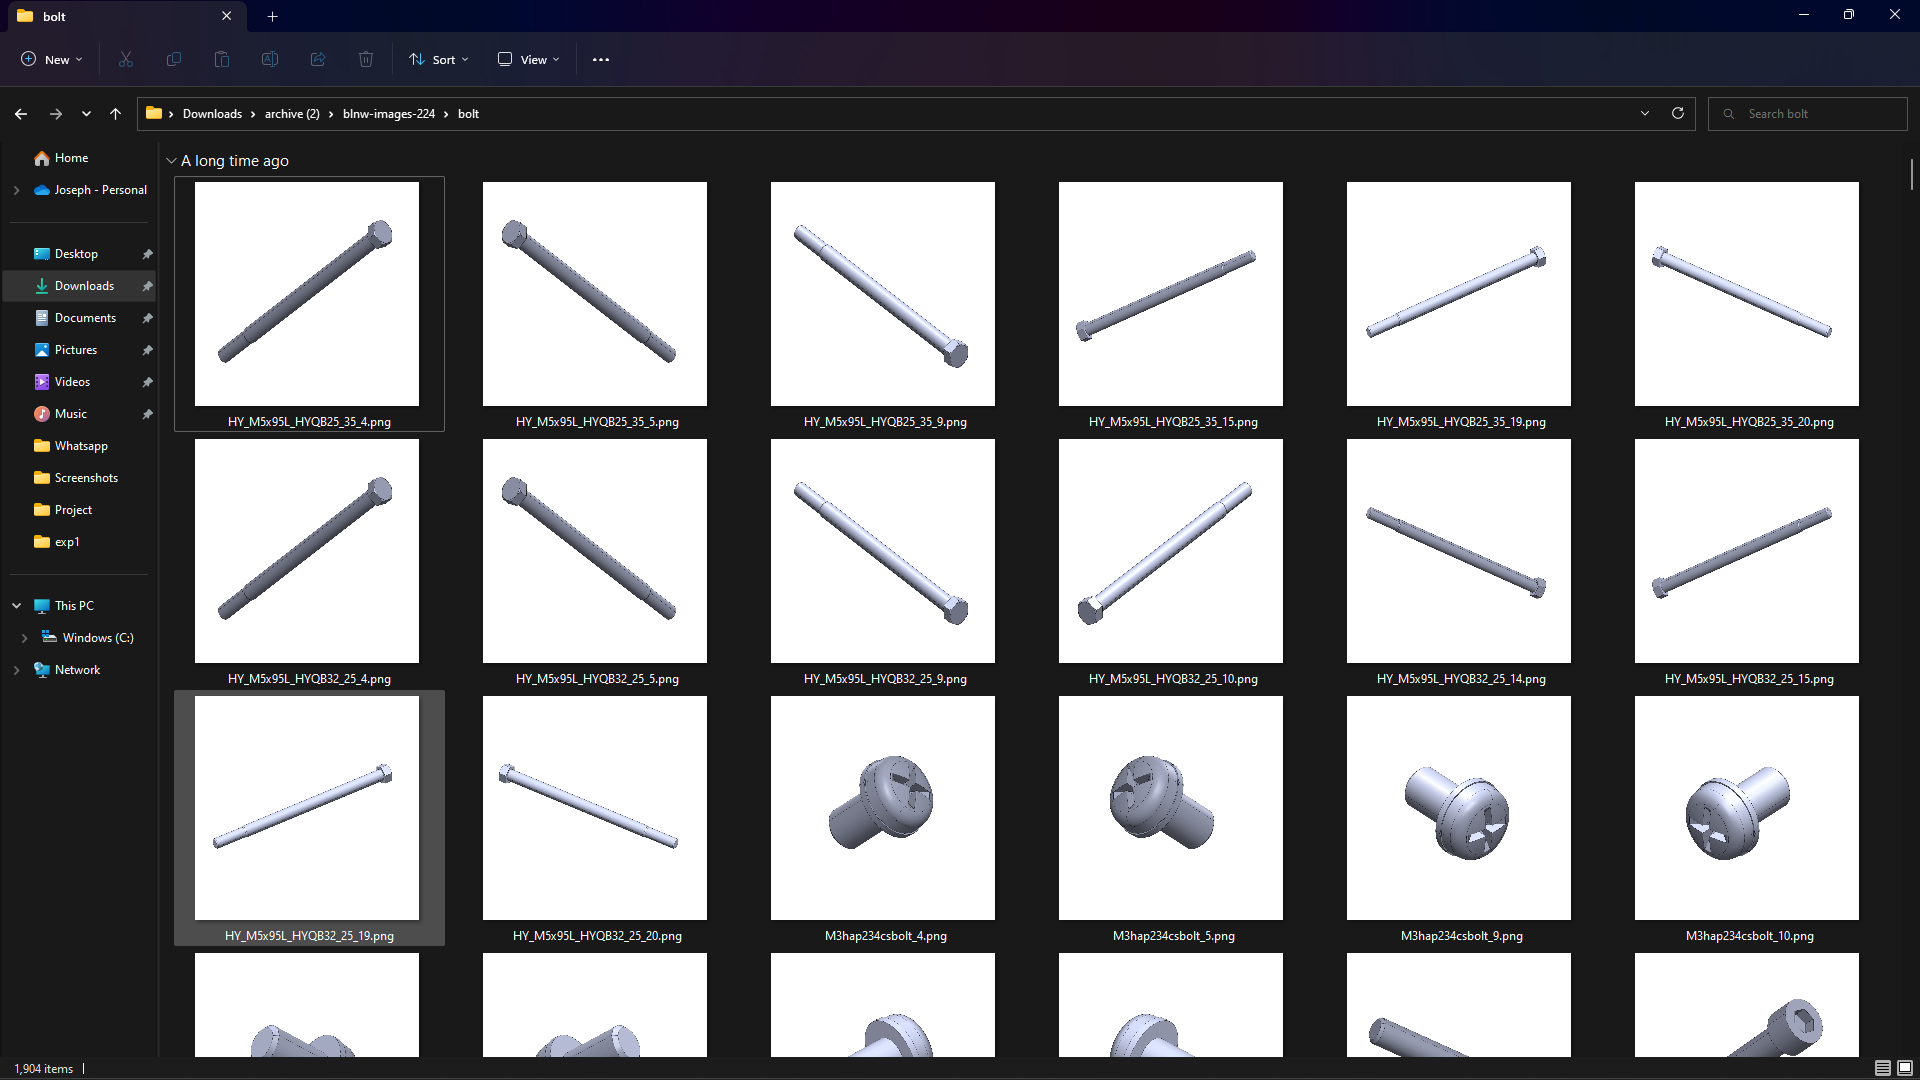 bolt
New
Sort
View
Downloads
archive (2)
blnw-images-224
bolt
Search bolt
Home
Joseph - Personal
Desktop
Downloads
Documents
Pictures
Videos
Music
Whatsapp
Screenshots
Project
exp1
This PC
Windows (C:)
Network
A long time ago
HY_M5x95L_HYQB25_35_4.png
HY_M5x95L_HYQB25_35_5.png
HY_M5x95L_HYQB25_35_9.png
HY_M5x95L_HYQB25_35_15.png
HY_M5x95L_HYQB25_35_19.png
HY_M5x95L_HYQB25_35_20.png
HY_M5x95L_HYQB32_25_4.png
HY_M5x95L_HYQB32_25_5.png
HY_M5x95L_HYQB32_25_9.png
HY_M5x95L_HYQB32_25_10.png
HY_M5x95L_HYQB32_25_14.png
HY_M5x95L_HYQB32_25_15.png
HY_M5x95L_HYQB32_25_19.png
HY_M5x95L_HYQB32_25_20.png
M3hap234csbolt_4.png
M3hap234csbolt_5.png
M3hap234csbolt_9.png
M3hap234csbolt_10.png
1,904 items